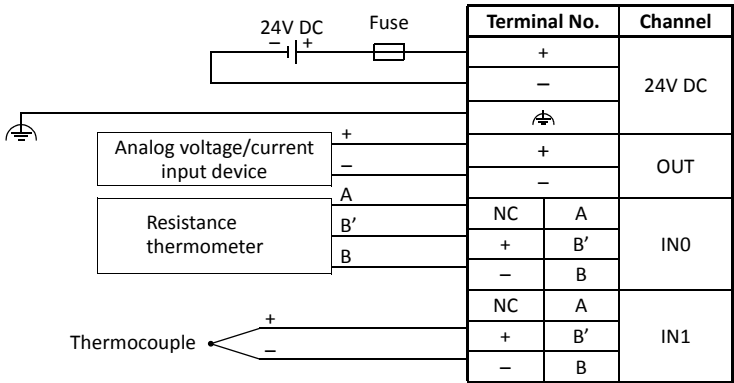 24V DC
− +
Fuse
Terminal No. Channel
+
−
24V DC
Analog voltage/current
input device
+
−
+
−
OUT
Resistance
thermometer
A
B′
B
NC A
+ B′
− B
IN0
Thermocouple
+
−
NC A
+ B′
− B
IN1